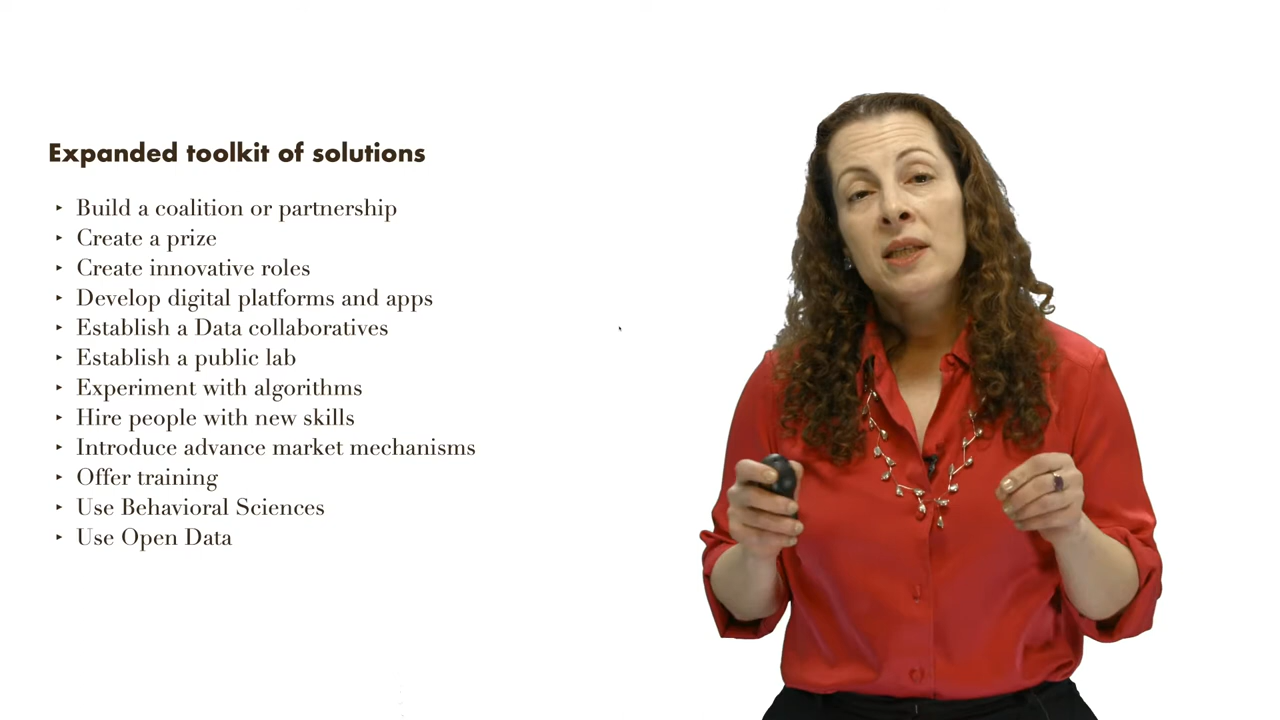 Expanded toolkit of solutions
‣ Build a coalition or partnership
‣ Create a prize
‣ Create innovative roles
‣ Develop digital platforms and apps
‣ Establish a Data collaboratives
‣ Establish a public lab
‣ Experiment with algorithms
‣ Hire people with new skills
‣ Introduce advance market mechanisms
‣ Offer training
‣ Use Behavioral Sciences
‣ Use Open Data